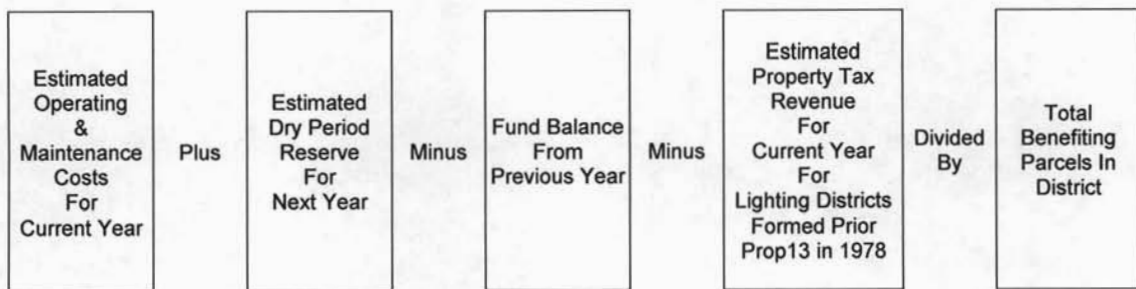 Estimated
Operating
&
Maintenance
Costs
For
Current Year
Plus
Estimated
Dry Period
Reserve
For
Next Year
Minus
Fund Balance
From
Previous Year
Minus
Estimated
Property Tax
Revenue
For
Current Year
For
Lighting Districts
Formed Prior
Prop13 in 1978
Divided
By
Total
Benefiting
Parcels In
District